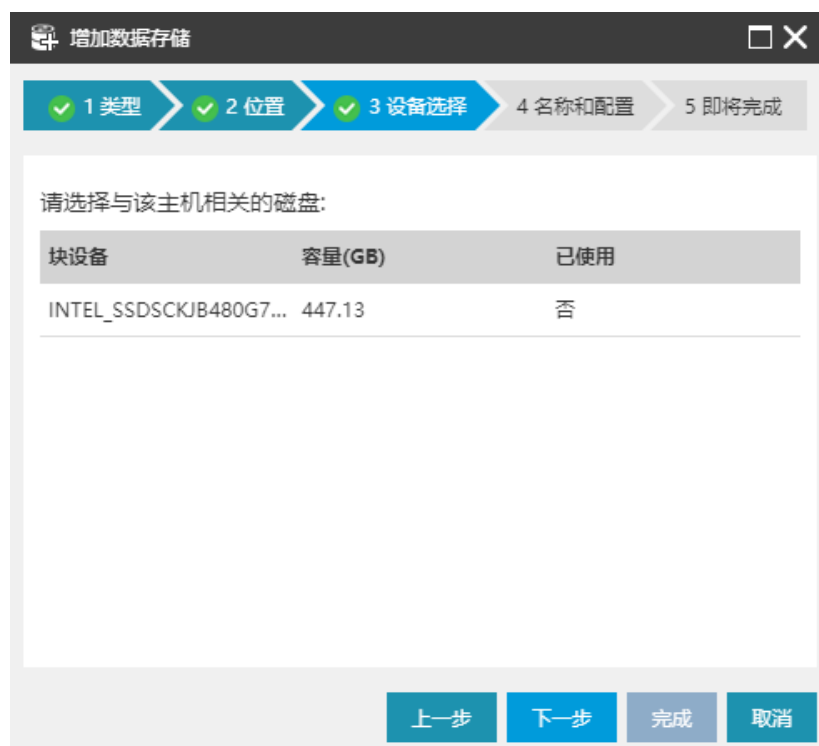 增加数据存储
1 类型 2 位置 3 设备选择 4 名称和配置 5 即将完成
请选择与该主机相关的磁盘:
块设备 容量(GB) 已使用
INTEL_SSDSCKJB480G7... 447.13 否
上一步 下一步 完成 取消